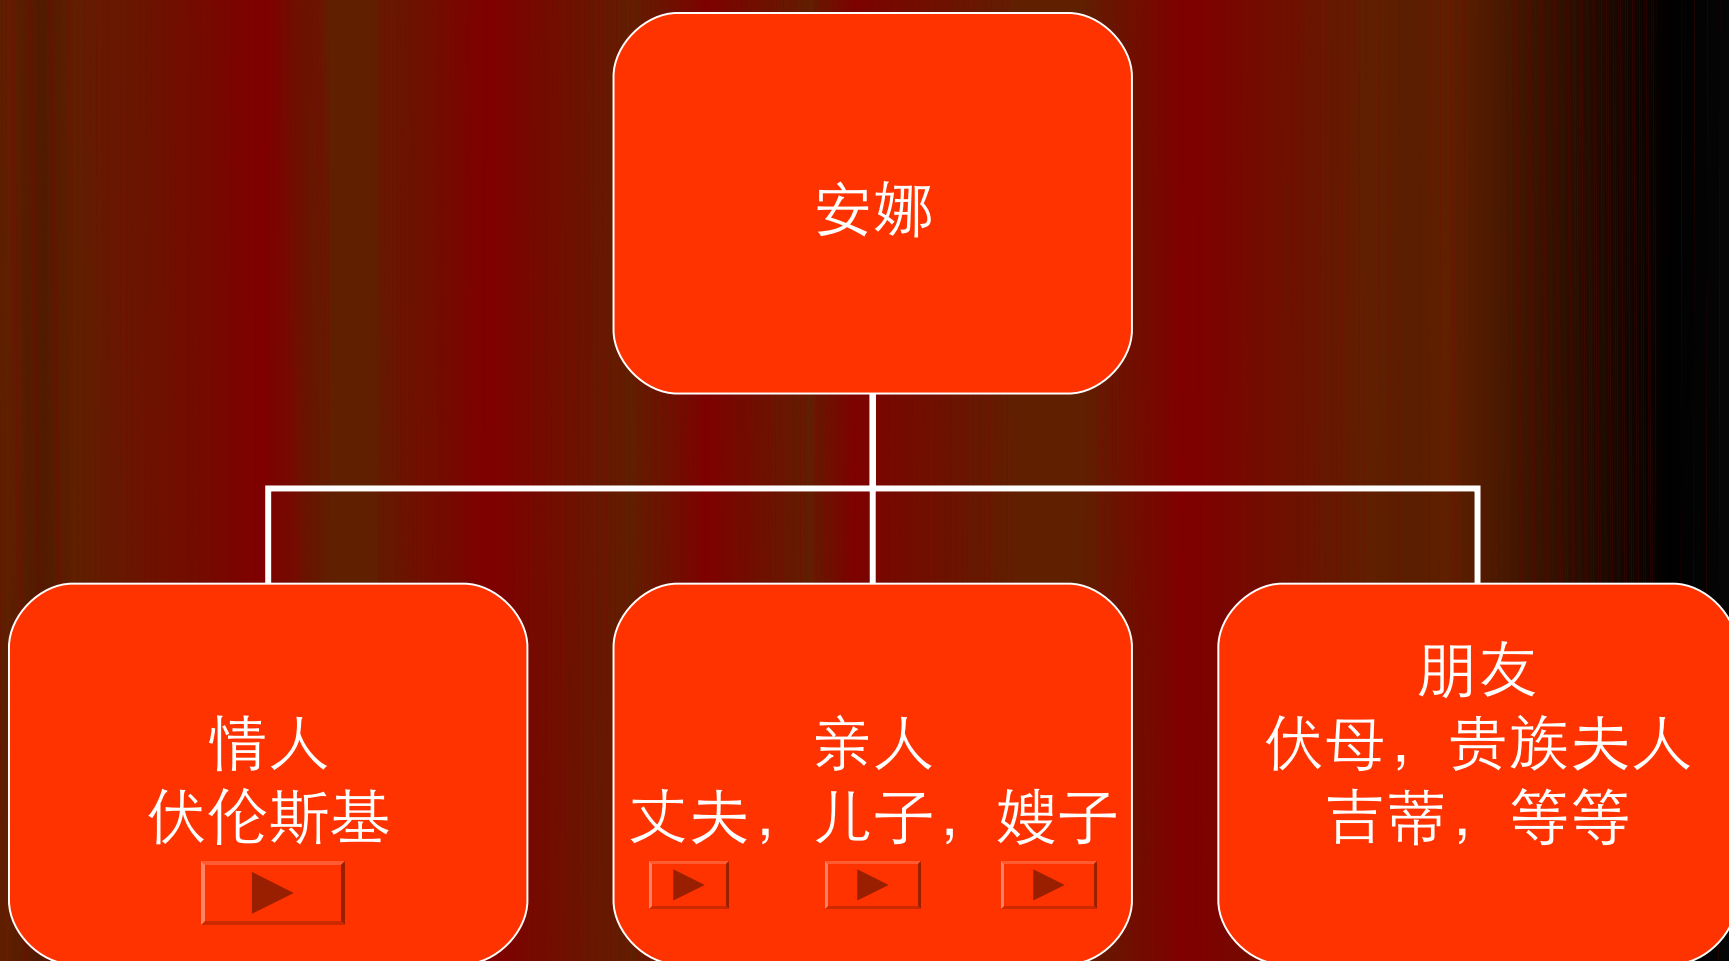 安娜
情人
伏伦斯基
亲人
丈夫，儿子，嫂子
朋友
伏母，贵族夫人
吉蒂，等等